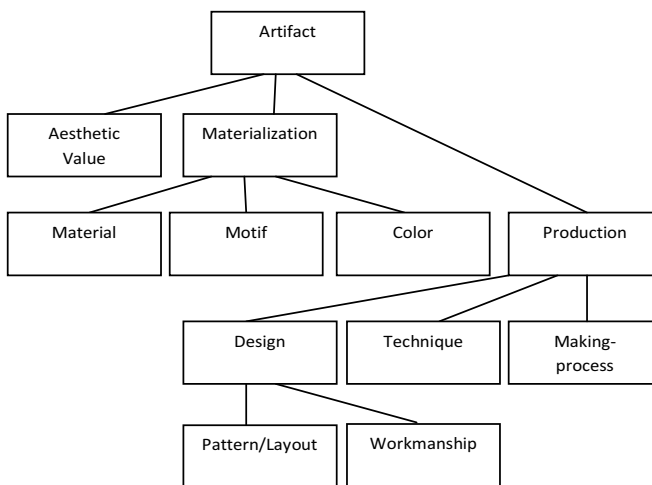 Artifact
Aesthetic
Value
Materialization
Material
Motif
Color
Production
Design
Technique
Making-
process
Pattern/Layout
Workmanship